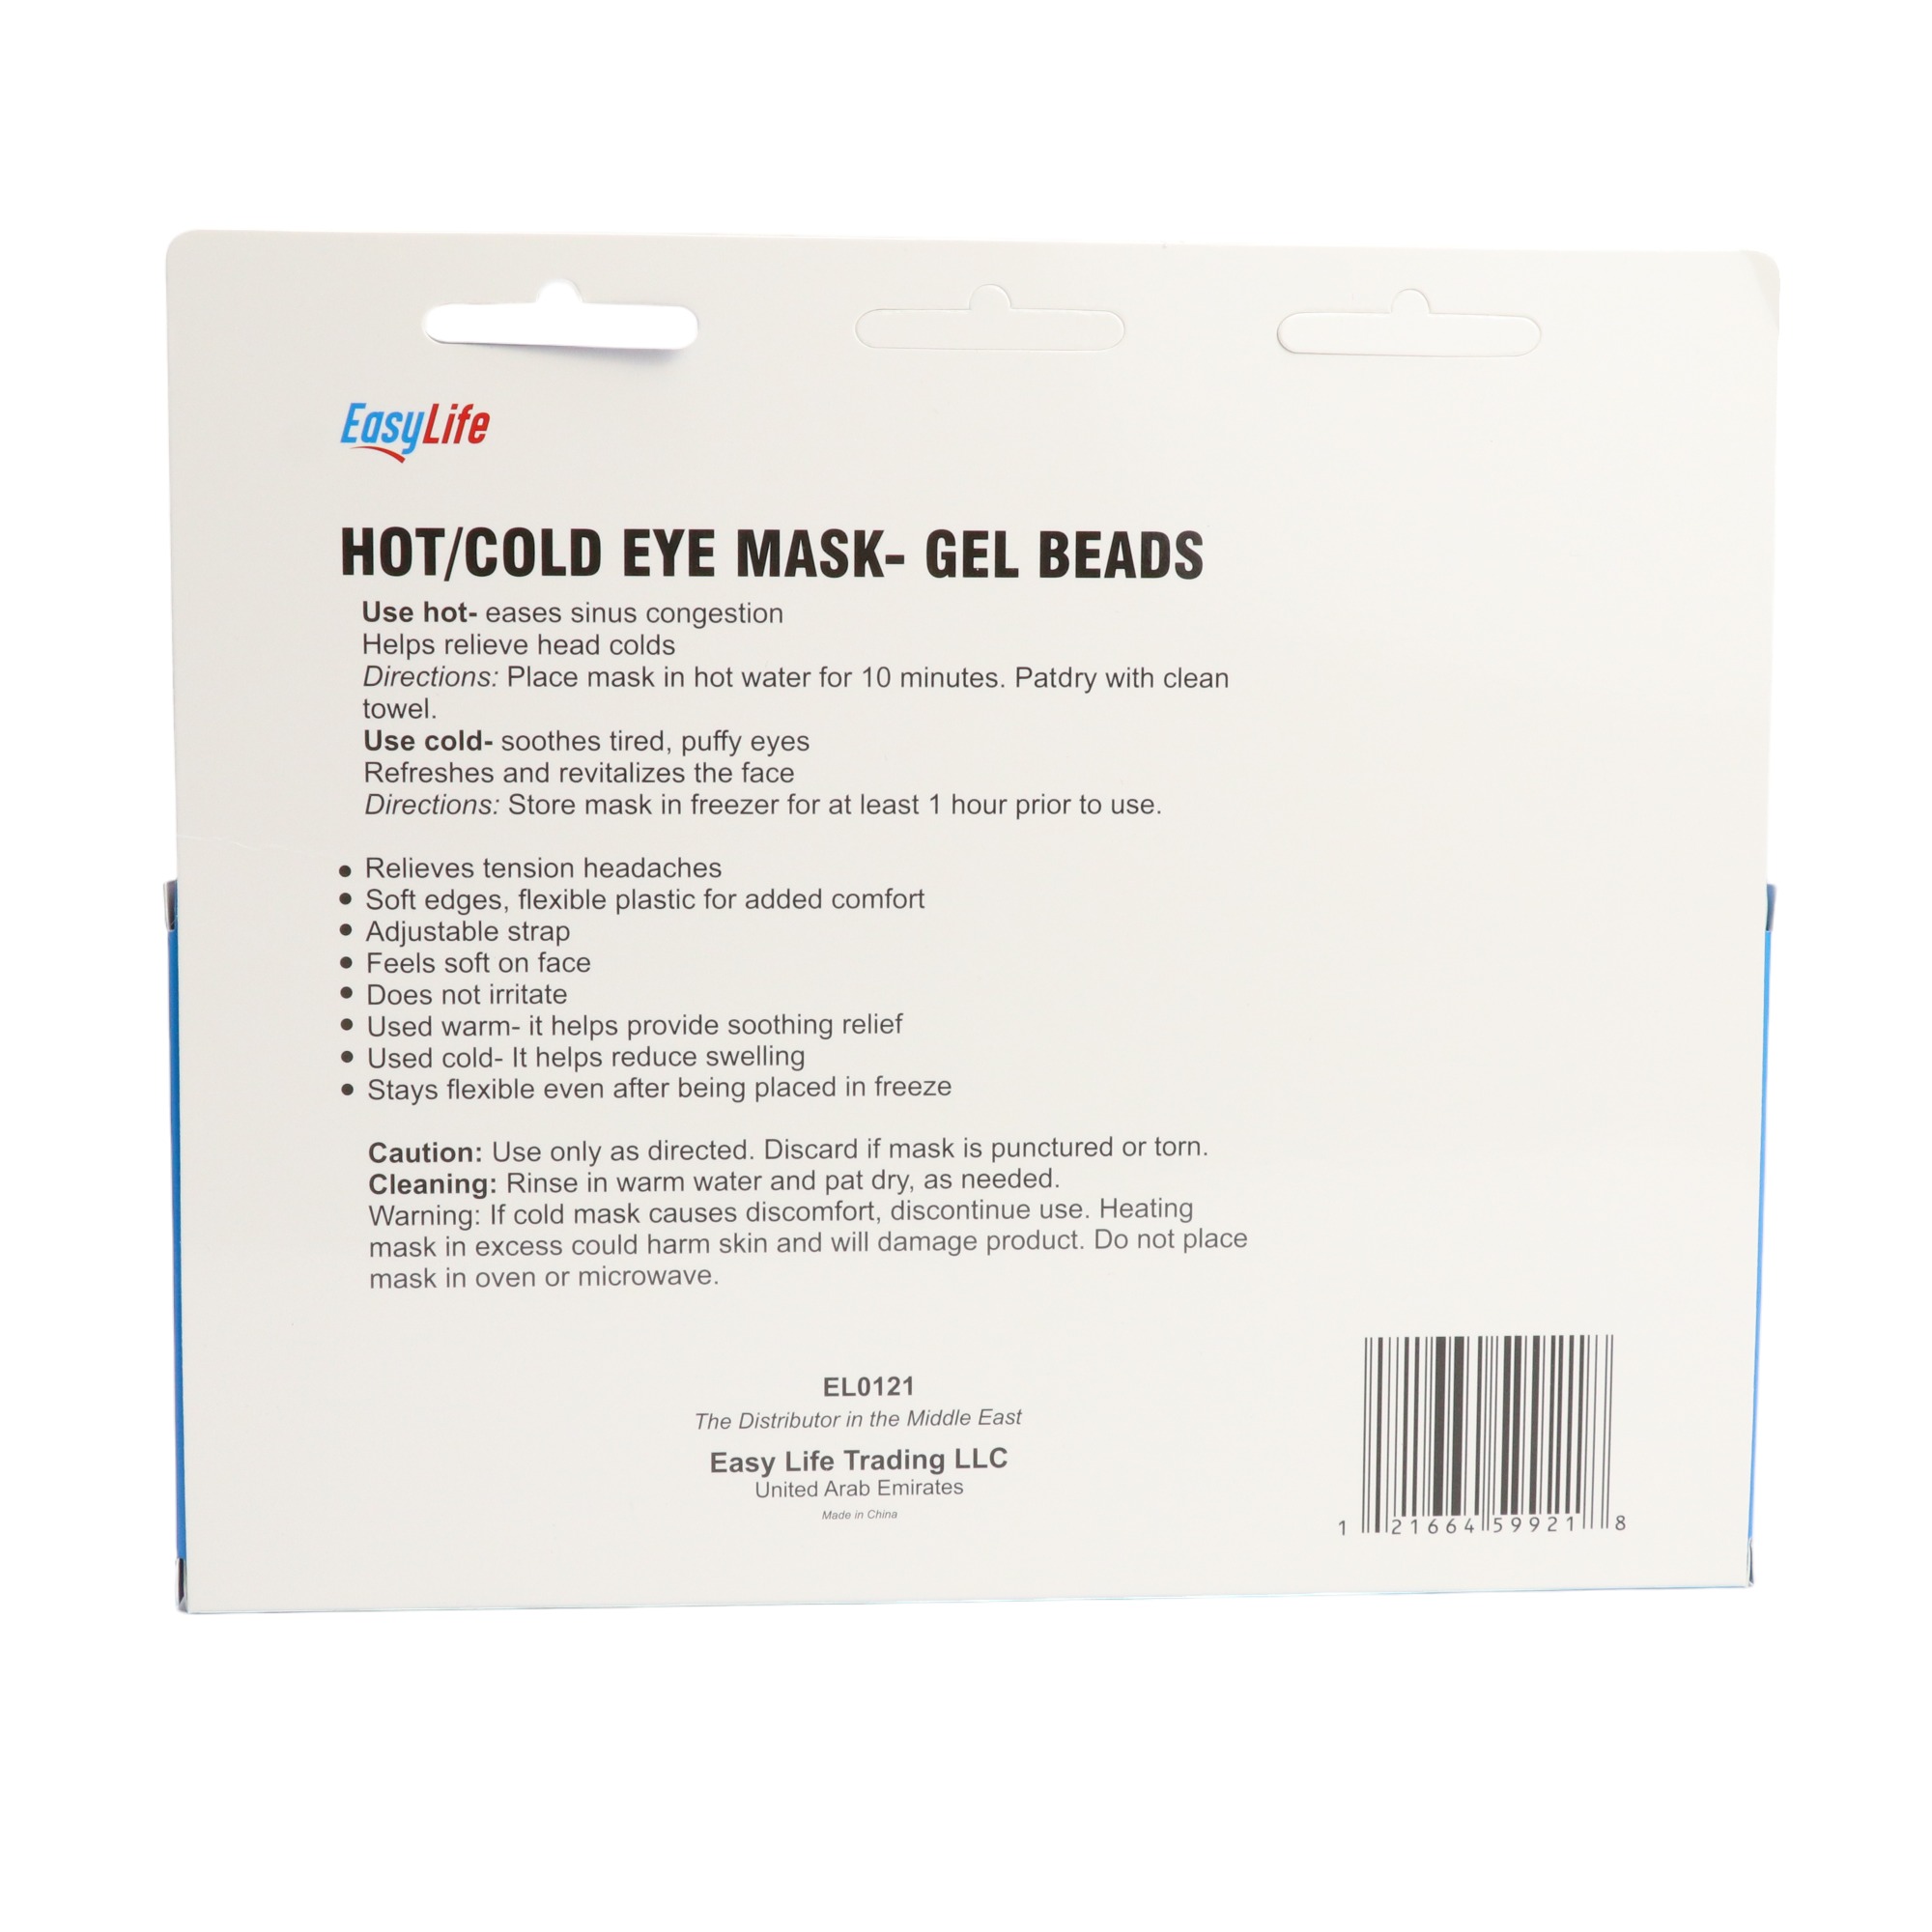 EasyLife
HOT/COLD EYE MASK- GEL BEADS
Use hot- eases sinus congestion
Helps relieve head colds
Directions: Place mask in hot water for 10 minutes. Patdry with clean
towel.
Use cold- soothes tired, puffy eyes
Refreshes and revitalizes the face
Directions: Store mask in freezer for at least 1 hour prior to use.
• Relieves tension headaches
• Soft edges, flexible plastic for added comfort
• Adjustable strap
• Feels soft on face
• Does not irritate
• Used warm- it helps provide soothing relief
• Used cold- It helps reduce swelling
• Stays flexible even after being placed in freeze
Caution: Use only as directed. Discard if mask is punctured or torn.
Cleaning: Rinse in warm water and pat dry, as needed.
Warning: If cold mask causes discomfort, discontinue use. Heating
mask in excess could harm skin and will damage product. Do not place
mask in oven or microwave.
EL0121
The Distributor in the Middle East
Easy Life Trading LLC
United Arab Emirates
Made in China
1 21664 59921 8